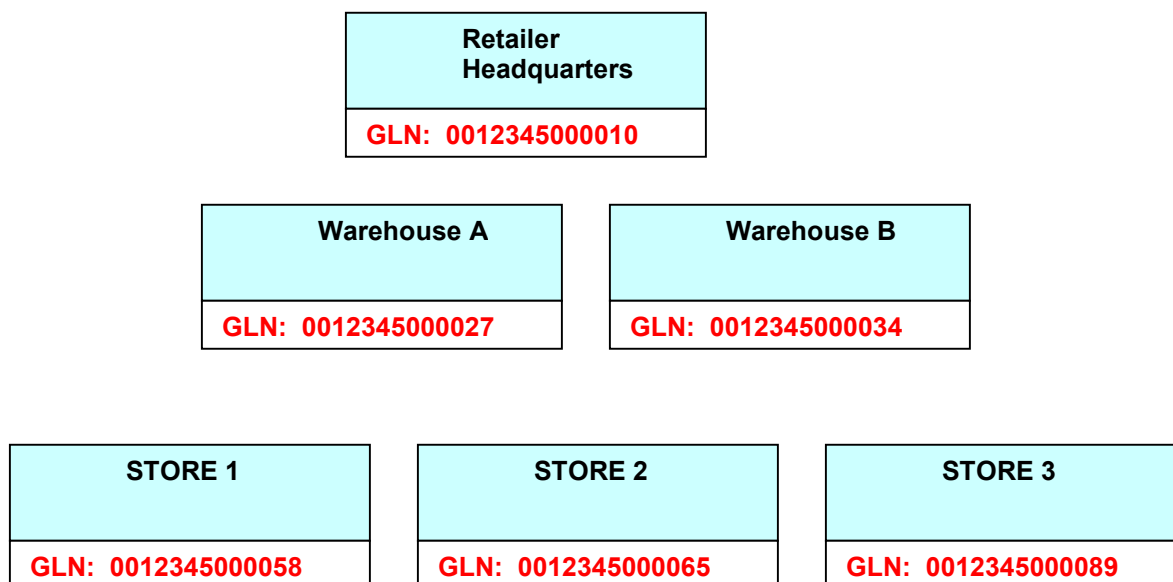 Retailer
Headquarters
GLN: 0012345000010
Warehouse A
GLN: 0012345000027
Warehouse B
GLN: 0012345000034
STORE 1
GLN: 0012345000058
STORE 2
GLN: 0012345000065
STORE 3
GLN: 0012345000089